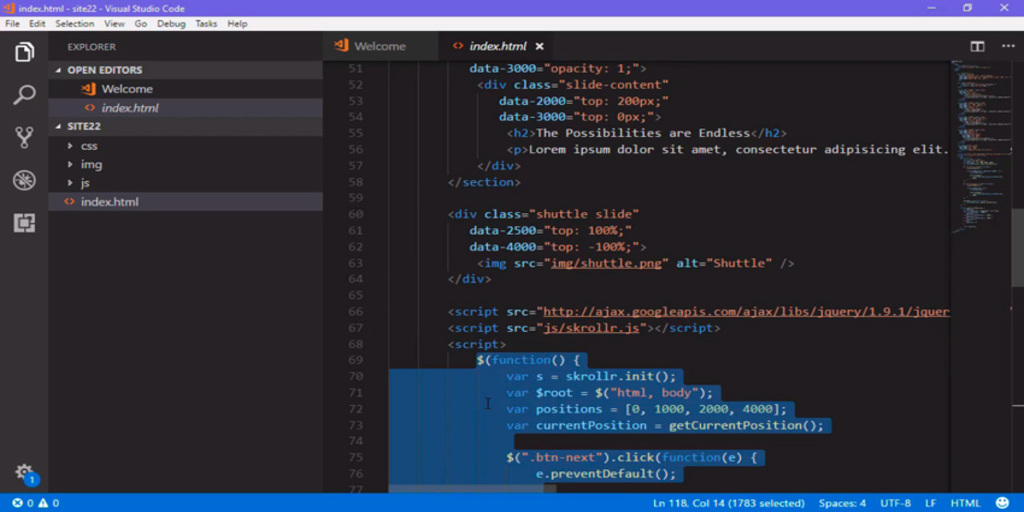 index.html - site22 - Visual Studio Code
File Edit Selection View Go Debug Tasks Help
EXPLORER
OPEN EDITORS
Welcome
index.html
SITE22
css
img
js
index.html
Welcome
index.html
51 data-3000="opacity: 1;">
52 <div class="slide-content"
53 data-2000="top: 200px;"
54 data-3000="top: 0px;">
55 <h2>The Possibilities are Endless</h2>
56 <p>Lorem ipsum dolor sit amet, consectetur adipisicing elit.
57 </div>
58 </section>
59
60 <div class="shuttle slide"
61 data-2500="top: 100%;"
62 data-4000="top: -100%;">
63 <img src="img/shuttle.png" alt="Shuttle" />
64 </div>
65
66 <script src="http://ajax.googleapis.com/ajax/libs/jquery/1.9.1/jquer
67 <script src="js/skrollr.js"></script>
68 <script>
69 $(function() {
70 var s = skrollr.init();
71 var $root = $("html, body");
72 var positions = [0, 1000, 2000, 4000];
73 var currentPosition = getCurrentPosition();
74
75 $(".btn-next").click(function(e) {
76 e.preventDefault();
77
1
0 0 Ln 118, Col 14 (1783 selected) Spaces: 4 UTF-8 LF HTML